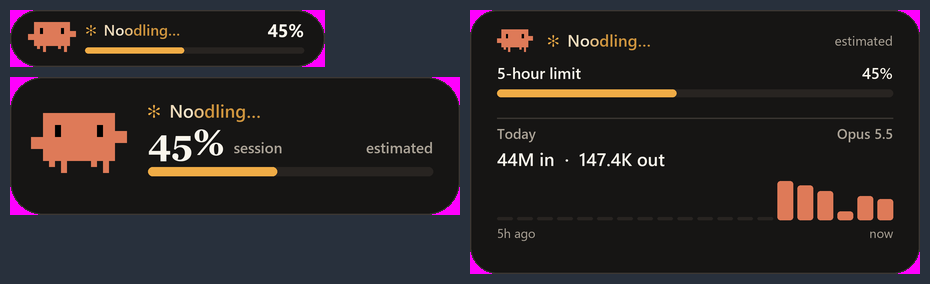 ✻ Noodling... 45%
✻ Noodling...
45% session estimated
✻ Noodling... estimated
5-hour limit 45%
Today Opus 5.5
44M in · 147.4K out
5h ago now